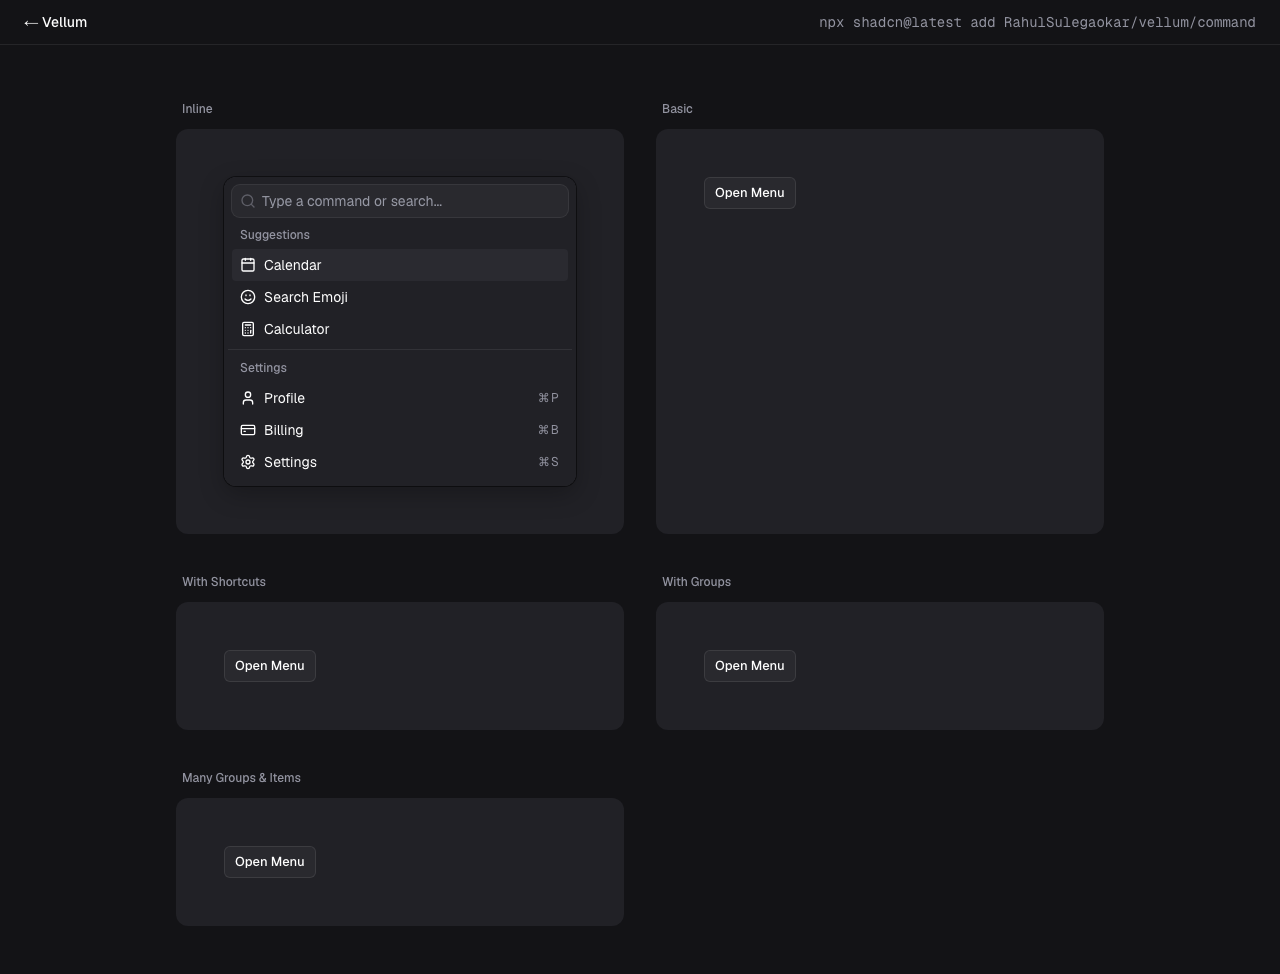 ← Vellum
npx shadcn@latest add RahulSulegaokar/vellum/command
Inline
Type a command or search...
Suggestions
Calendar
Search Emoji
Calculator
Settings
Profile ⌘P
Billing ⌘B
Settings ⌘S
Basic
Open Menu
With Shortcuts
Open Menu
With Groups
Open Menu
Many Groups & Items
Open Menu